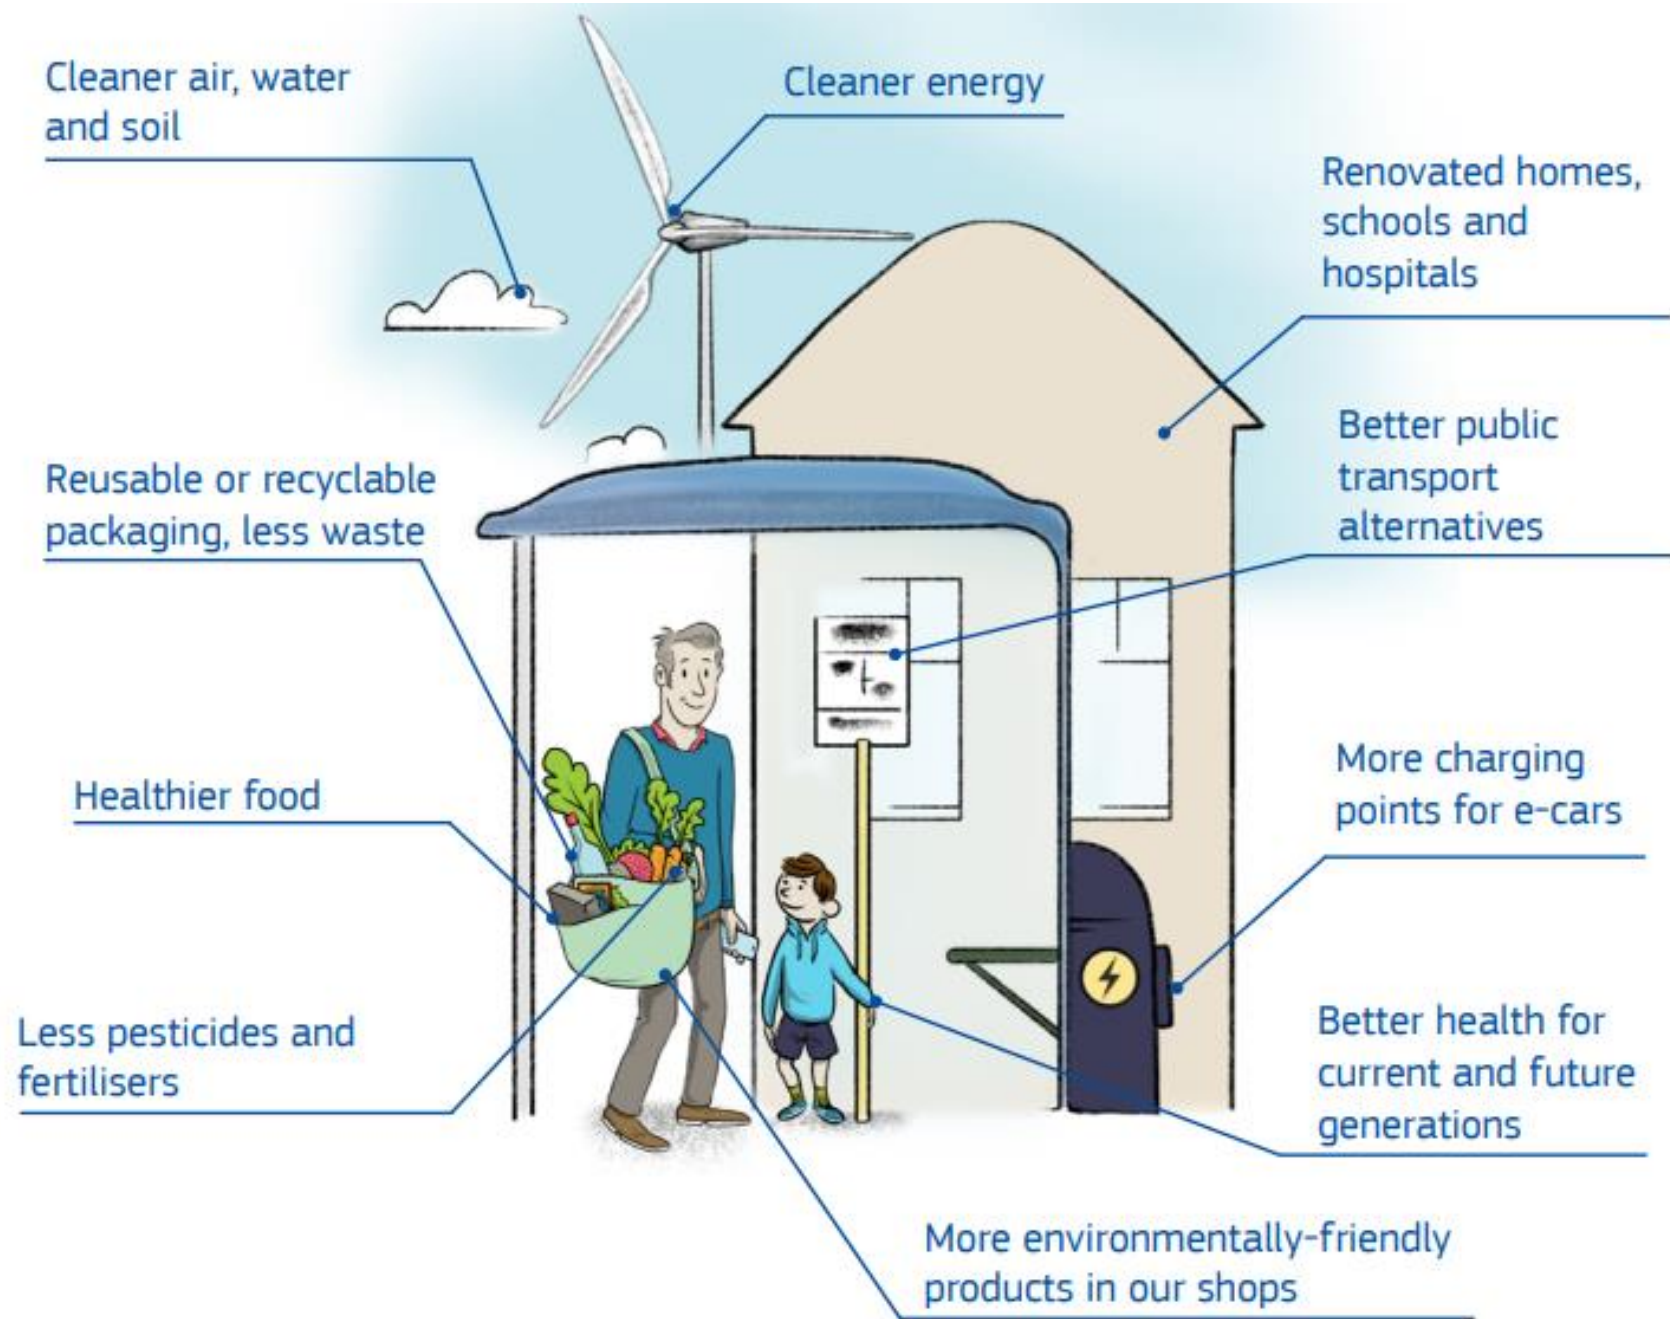 Cleaner air, water
and soil
Cleaner energy
Renovated homes,
schools and
hospitals
Better public
transport
alternatives
Reusable or recyclable
packaging, less waste
Healthier food
More charging
points for e-cars
Less pesticides and
fertilisers
Better health for
current and future
generations
More environmentally-friendly
products in our shops